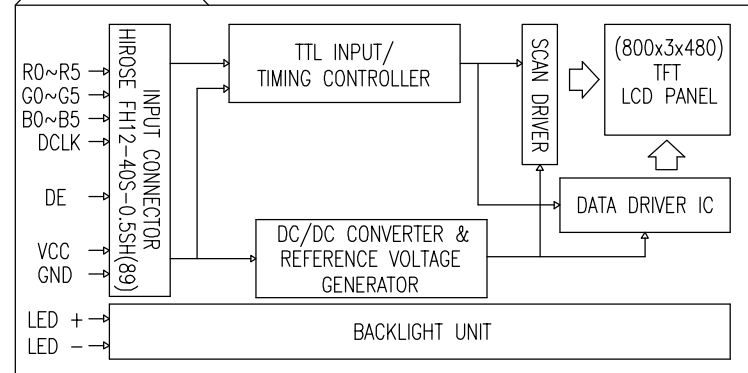 R0~R5
G0~G5
B0~B5
DCLK
DE
VCC
GND
LED +
LED -
INPUT CONNECTOR
HIROSE FH12-40S-0.5SH(89)
TTL INPUT/
TIMING CONTROLLER
DC/DC CONVERTER &
REFERENCE VOLTAGE
GENERATOR
SCAN DRIVER
(800x3x480)
TFT
LCD PANEL
DATA DRIVER IC
BACKLIGHT UNIT